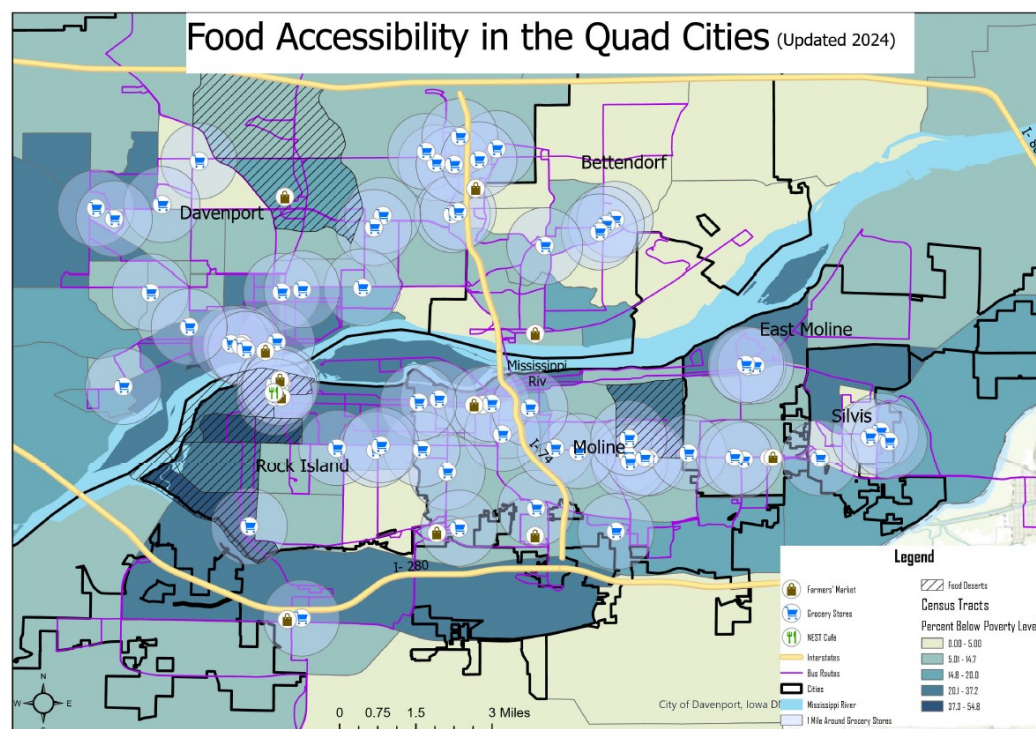 Food Accessibility in the Quad Cities (Updated 2024)
I- 80
Bettendorf
Davenport
East Moline
Mississippi
Riv
Silvis
I- 74
Moline
Rock Island
I- 280
Legend
Farmers' Market
Grocery Stores
NEST Café
Interstates
Bus Routes
Cities
Mississippi River
1 Mile Around Grocery Stores
Food Deserts
Census Tracts
Percent Below Poverty Leve
0.00 - 5.00
5.01 - 14.7
14.8 - 20.0
20.1 - 37.2
37.3 - 54.8
N
W
E
S
0 0.75 1.5 3 Miles
City of Davenport, Iowa D